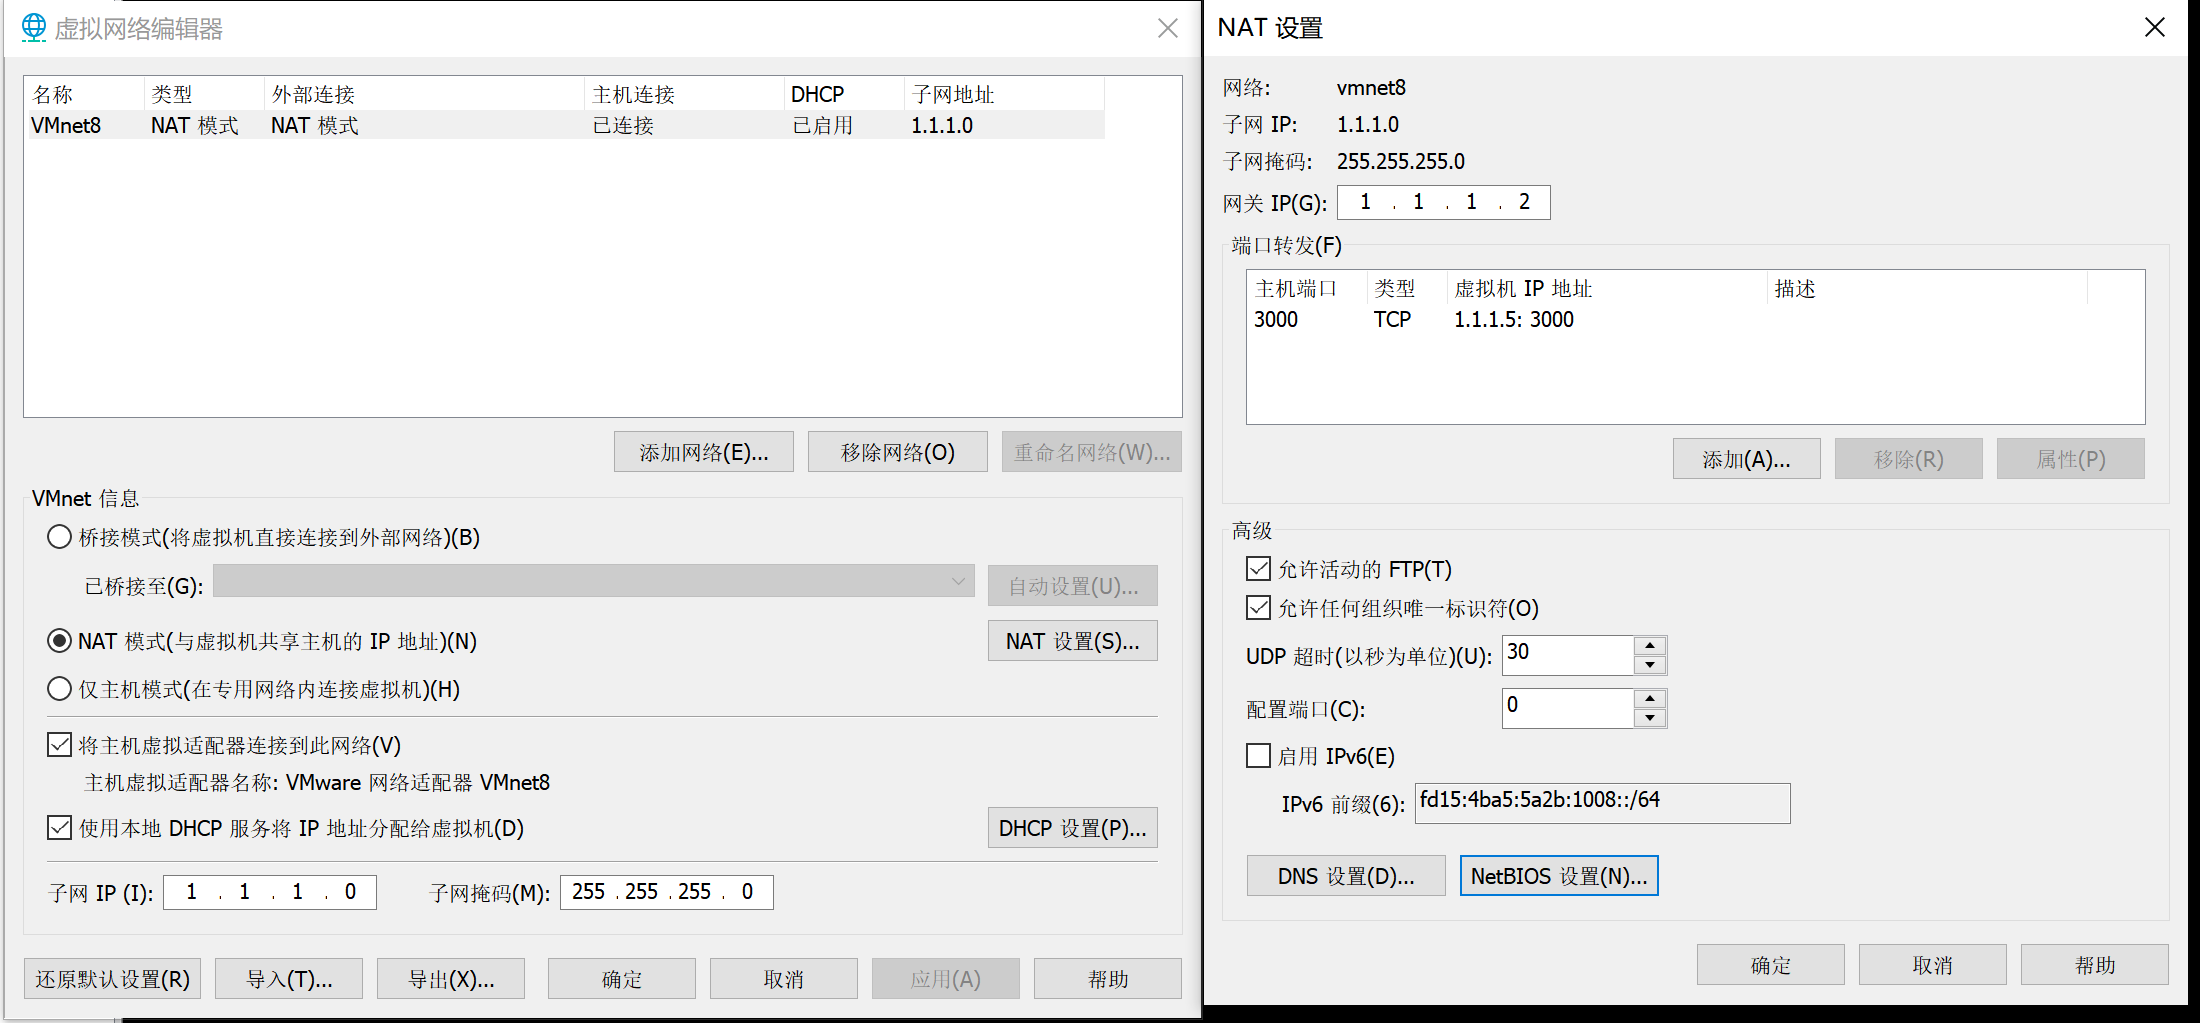 虚拟网络编辑器
名称 类型 外部连接 主机连接 DHCP 子网地址
VMnet8 NAT 模式 NAT 模式 已连接 已启用 1.1.1.0
添加网络(E)... 移除网络(O) 重命名网络(W)...
VMnet 信息
桥接模式(将虚拟机直接连接到外部网络)(B)
已桥接至(G): 自动设置(U)...
NAT 模式(与虚拟机共享主机的 IP 地址)(N) NAT 设置(S)...
仅主机模式(在专用网络内连接虚拟机)(H)
将主机虚拟适配器连接到此网络(V)
主机虚拟适配器名称: VMware 网络适配器 VMnet8
使用本地 DHCP 服务将 IP 地址分配给虚拟机(D) DHCP 设置(P)...
子网 IP (I): 1 . 1 . 1 . 0 子网掩码(M): 255 . 255 . 255 . 0
还原默认设置(R) 导入(T)... 导出(X)... 确定 取消 应用(A) 帮助
NAT 设置
网络: vmnet8
子网 IP: 1.1.1.0
子网掩码: 255.255.255.0
网关 IP(G): 1 . 1 . 1 . 2
端口转发(F)
主机端口 类型 虚拟机 IP 地址 描述
3000 TCP 1.1.1.5: 3000
添加(A)... 移除(R) 属性(P)
高级
允许活动的 FTP(T)
允许任何组织唯一标识符(O)
UDP 超时(以秒为单位)(U): 30
配置端口(C): 0
启用 IPv6(E)
IPv6 前缀(6): fd15:4ba5:5a2b:1008::/64
DNS 设置(D)... NetBIOS 设置(N)...
确定 取消 帮助